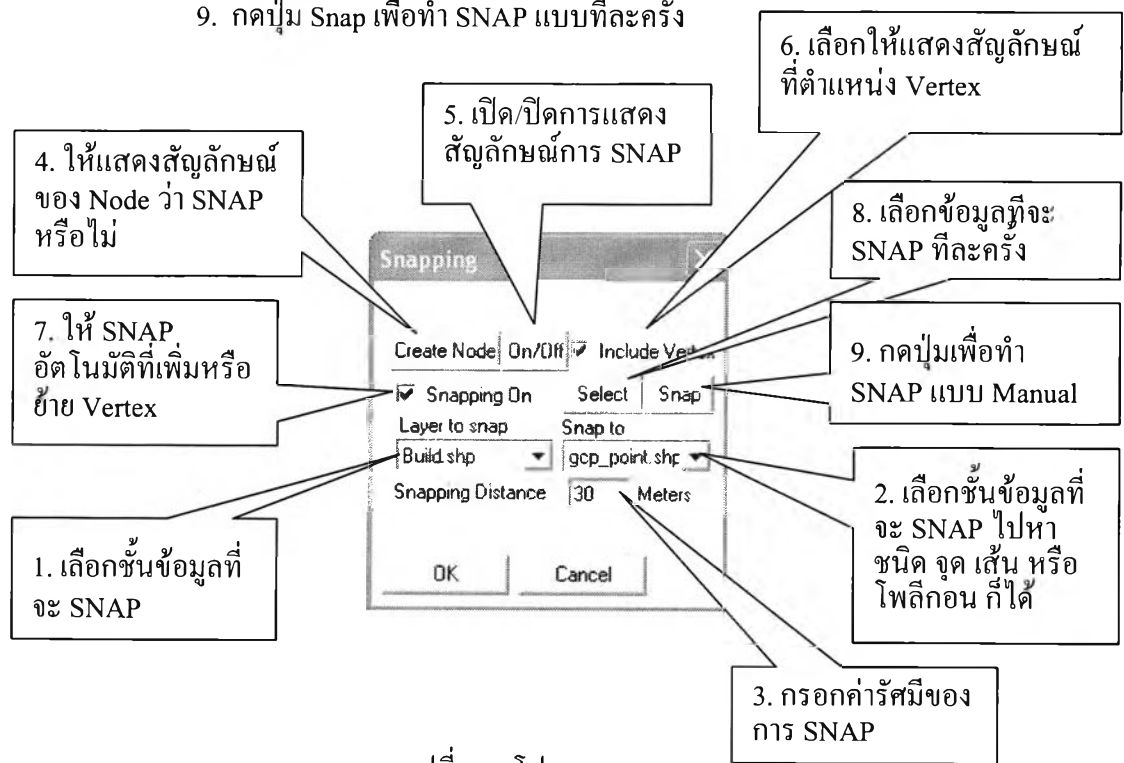 9. กดปุ่ม Snap เพื่อทำ SNAP แบบทีละครั้ง
6. เลือกให้แสดงสัญลักษณ์
ที่ตำแหน่ง Vertex
5. เปิด/ปิดการแสดง
สัญลักษณ์การ SNAP
4. ให้แสดงสัญลักษณ์
ของ Node ว่า SNAP
หรือไม่
8. เลือกข้อมูลที่จะ
SNAP ทีละครั้ง
7. ให้ SNAP
อัตโนมัติที่เพิ่มหรือ
ย้าย Vertex
9. กดปุ่มเพื่อทำ
SNAP แบบ Manual
Snapping
Create Node On/Off Include Vertex
Snapping On Select Snap
Layer to snap Snap to
Build.shp gcp_point.shp
Snapping Distance 30 Meters
OK Cancel
1. เลือกชั้นข้อมูลที่
จะ SNAP
2. เลือกชั้นข้อมูลที่
จะ SNAP ไปหา
ชนิด จุด เส้น หรือ
โพลีกอน ก็ได้
3. กรอกค่ารัศมีของ
การ SNAP